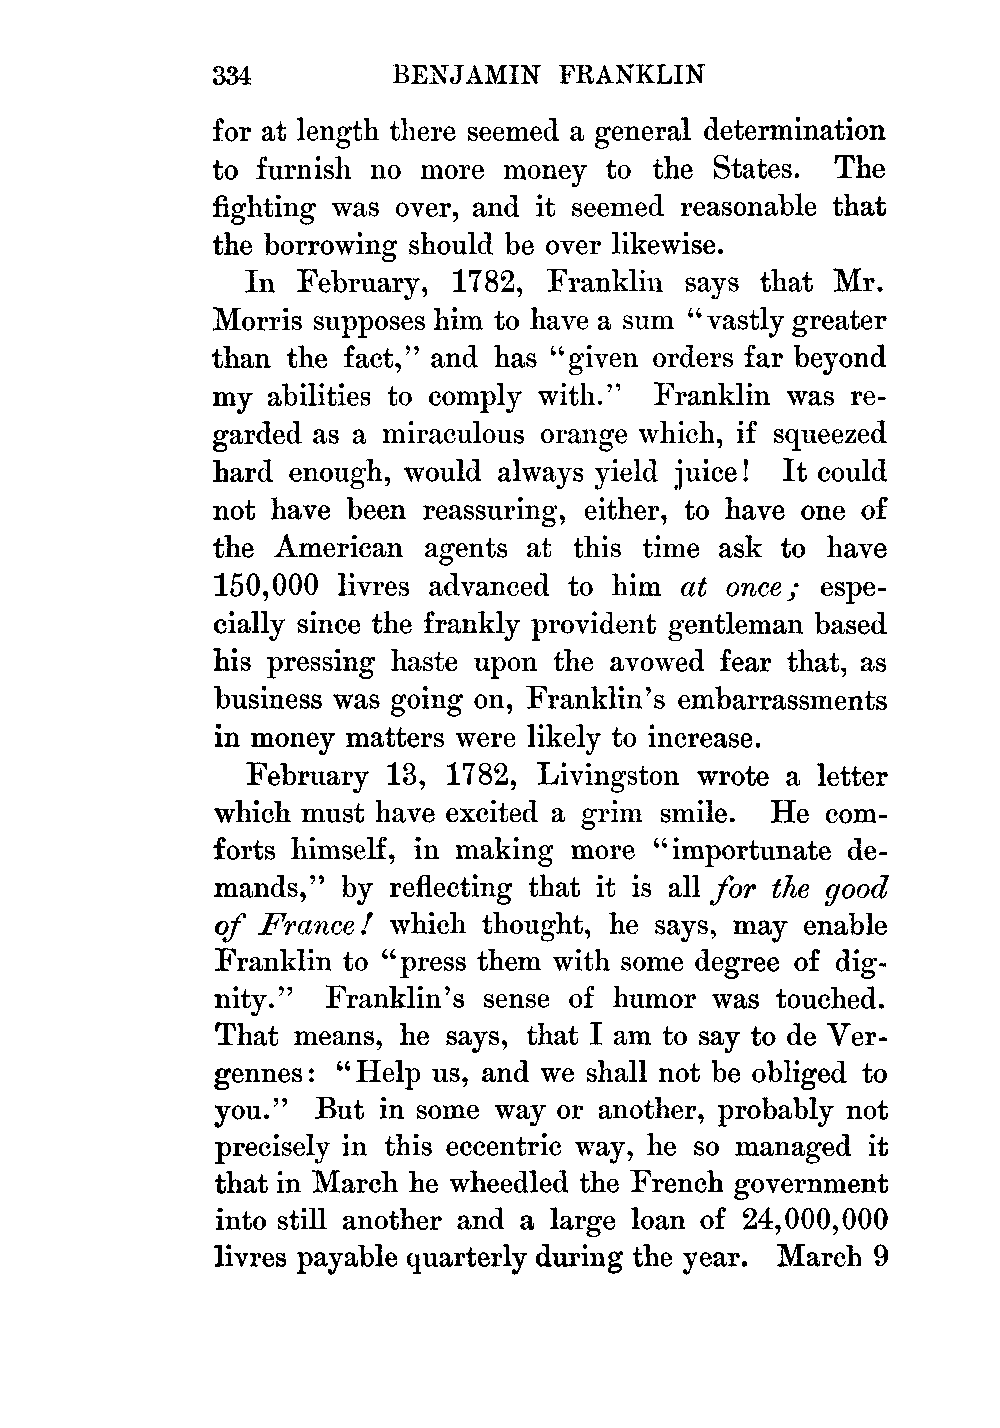 334 BENJAMIN FRANKLIN
for at length there seemed a general determination
to furnish no more money to the States. The
fighting was over, and it seemed reasonable that
the borrowing should be over likewise.
In February, 1782, Franklin says that Mr.
Morris supposes him to have a sum “vastly greater
than the fact,” and has “given orders far beyond
my abilities to comply with.” Franklin was re-
garded as a miraculous orange which, if squeezed
hard enough, would always yield juice! It could
not have been reassuring, either, to have one of
the American agents at this time ask to have
150,000 livres advanced to him at once; espe-
cially since the frankly provident gentleman based
his pressing haste upon the avowed fear that, as
business was going on, Franklin’s embarrassments
in money matters were likely to increase.
February 13, 1782, Livingston wrote a letter
which must have excited a grim smile. He com-
forts himself, in making more “importunate de-
mands,” by reflecting that it is all for the good
of France! which thought, he says, may enable
Franklin to “press them with some degree of dig-
nity.” Franklin’s sense of humor was touched.
That means, he says, that I am to say to de Ver-
gennes: “Help us, and we shall not be obliged to
you.” But in some way or another, probably not
precisely in this eccentric way, he so managed it
that in March he wheedled the French government
into still another and a large loan of 24,000,000
livres payable quarterly during the year. March 9